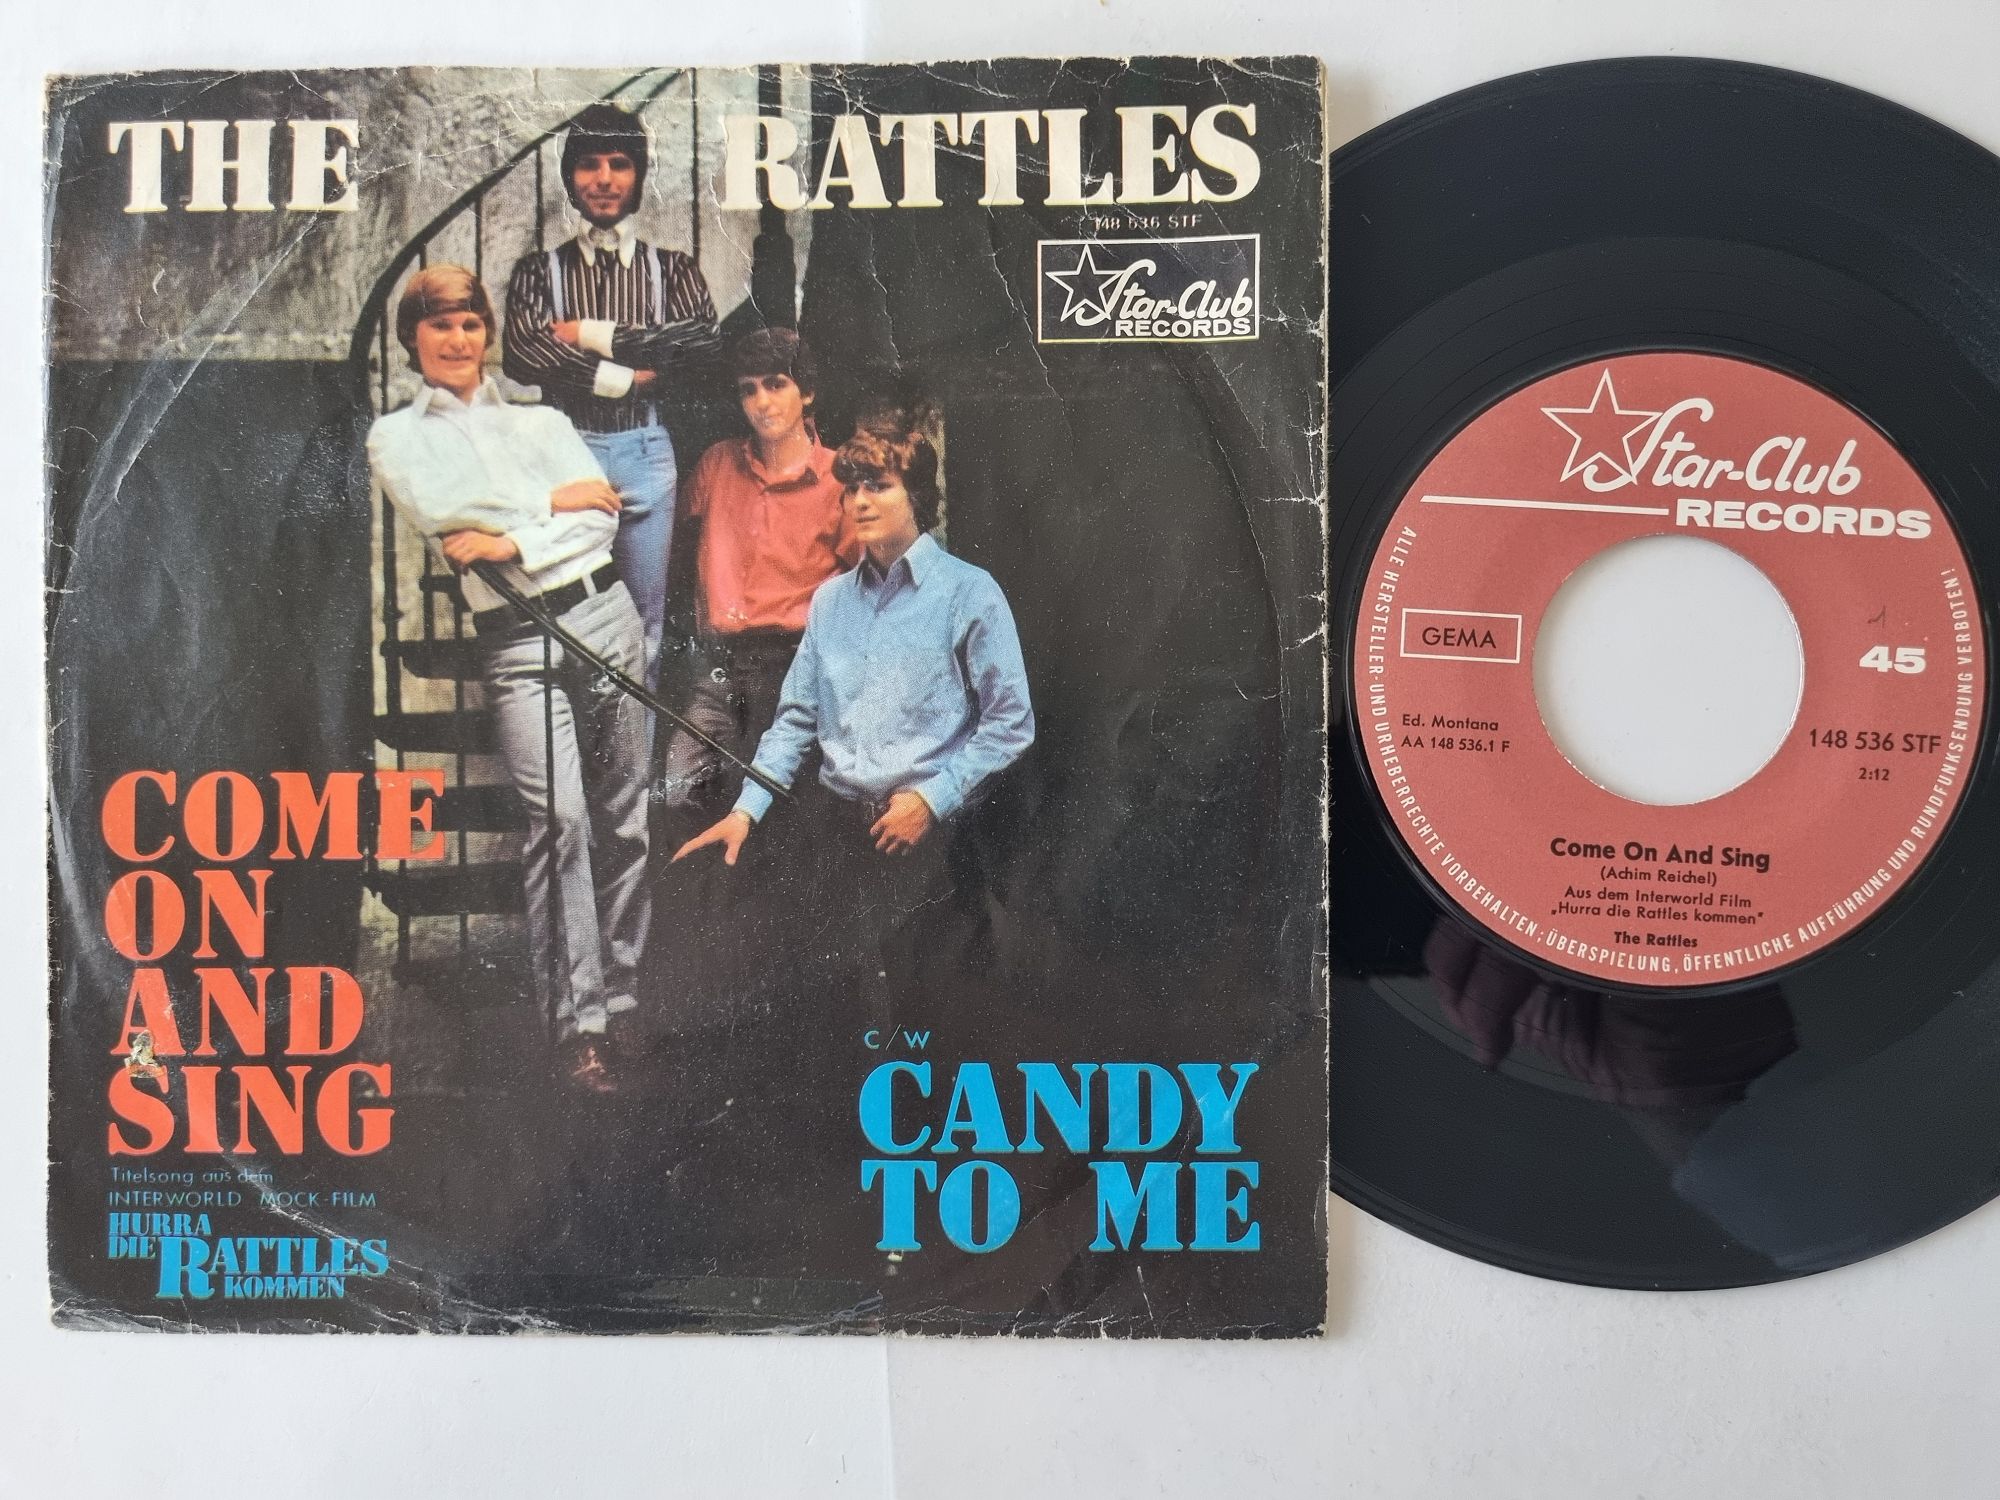 THE RATTLES
148 536 STF
Star-Club
RECORDS
COME
ON
AND
SING
Titelsong aus dem
INTERWORLD MOCK-FILM
HURRA
DIE RATTLES
KOMMEN
C/W
CANDY
TO ME
Star-Club
RECORDS
ALLE HERSTELLER-UND URHEBERRECHTE VORBEHALTEN; ÜBERSPIELUNG, ÖFFENTLICHE AUFFÜHRUNG UND RUNDFUNKSENDUNG VERBOTEN!
GEMA
45
Ed. Montana
AA 148 536.1 F
148 536 STF
2:12
Come On And Sing
(Achim Reichel)
Aus dem Interworld Film
„Hurra die Rattles kommen"
The Rattles